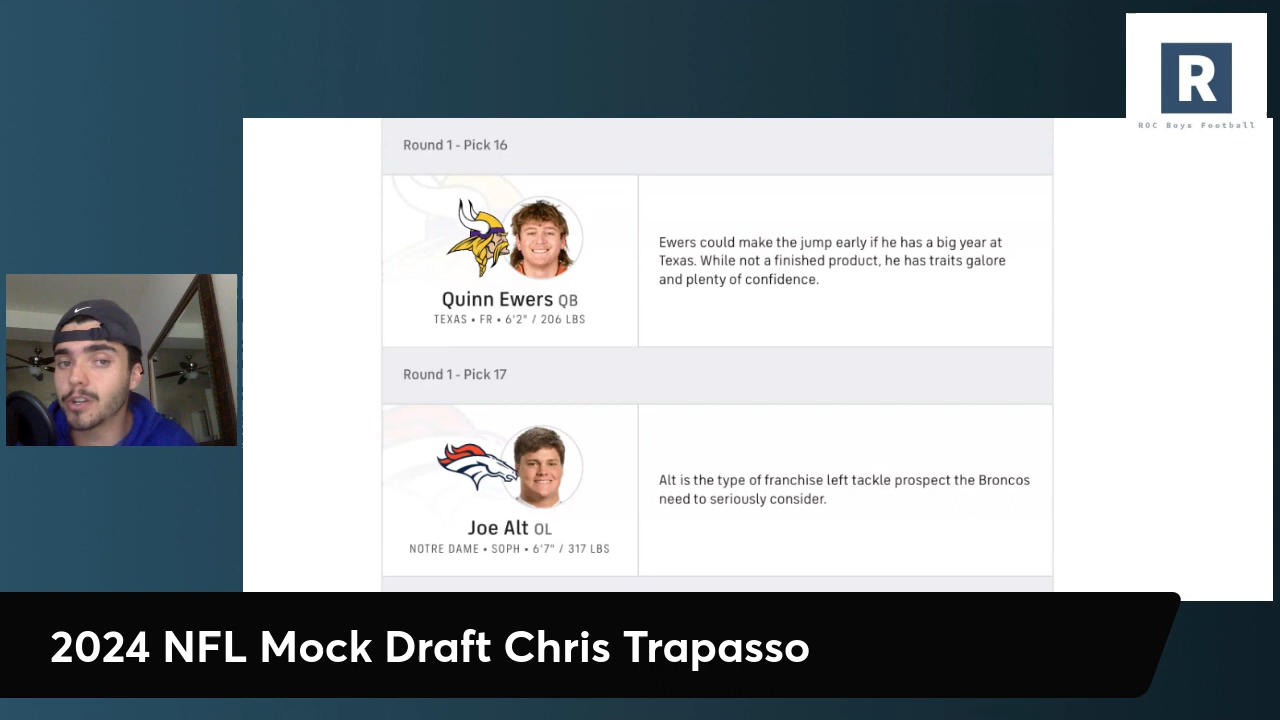 R
ROC Boys Football
Round 1 - Pick 16
Ewers could make the jump early if he has a big year at
Texas. While not a finished product, he has traits galore
and plenty of confidence.
Quinn Ewers QB
TEXAS • FR • 6'2" / 206 LBS
Round 1 - Pick 17
Alt is the type of franchise left tackle prospect the Broncos
need to seriously consider.
Joe Alt OL
NOTRE DAME • SOPH • 6'7" / 317 LBS
2024 NFL Mock Draft Chris Trapasso